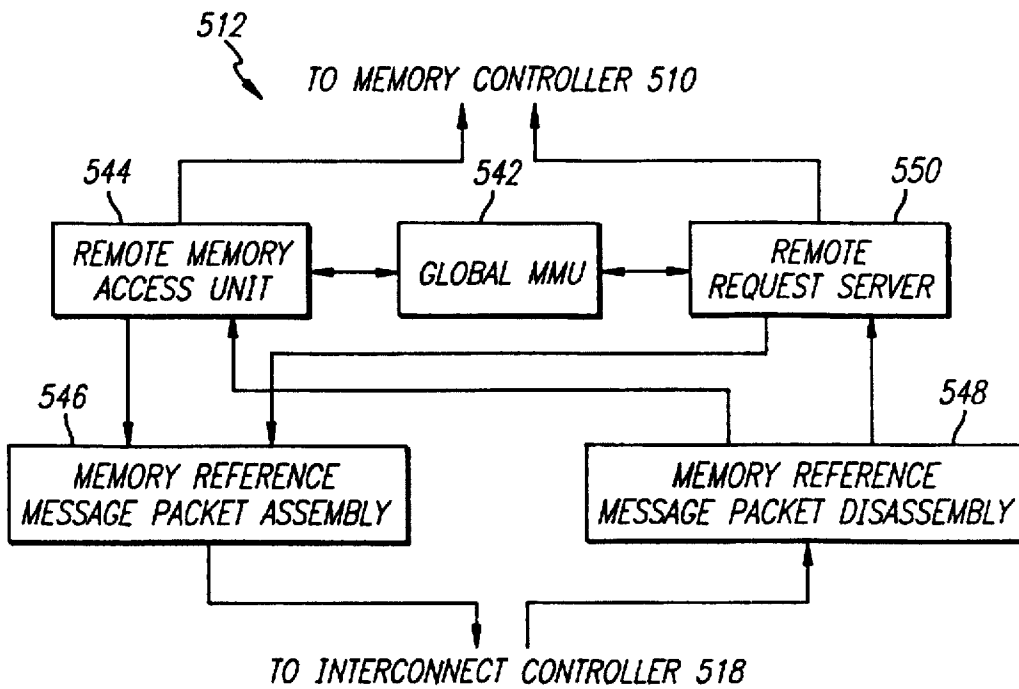 512
TO MEMORY CONTROLLER 510
544
542
550
REMOTE MEMORY
ACCESS UNIT
GLOBAL MMU
REMOTE
REQUEST SERVER
546
548
MEMORY REFERENCE
MESSAGE PACKET ASSEMBLY
MEMORY REFERENCE
MESSAGE PACKET DISASSEMBLY
TO INTERCONNECT CONTROLLER 518